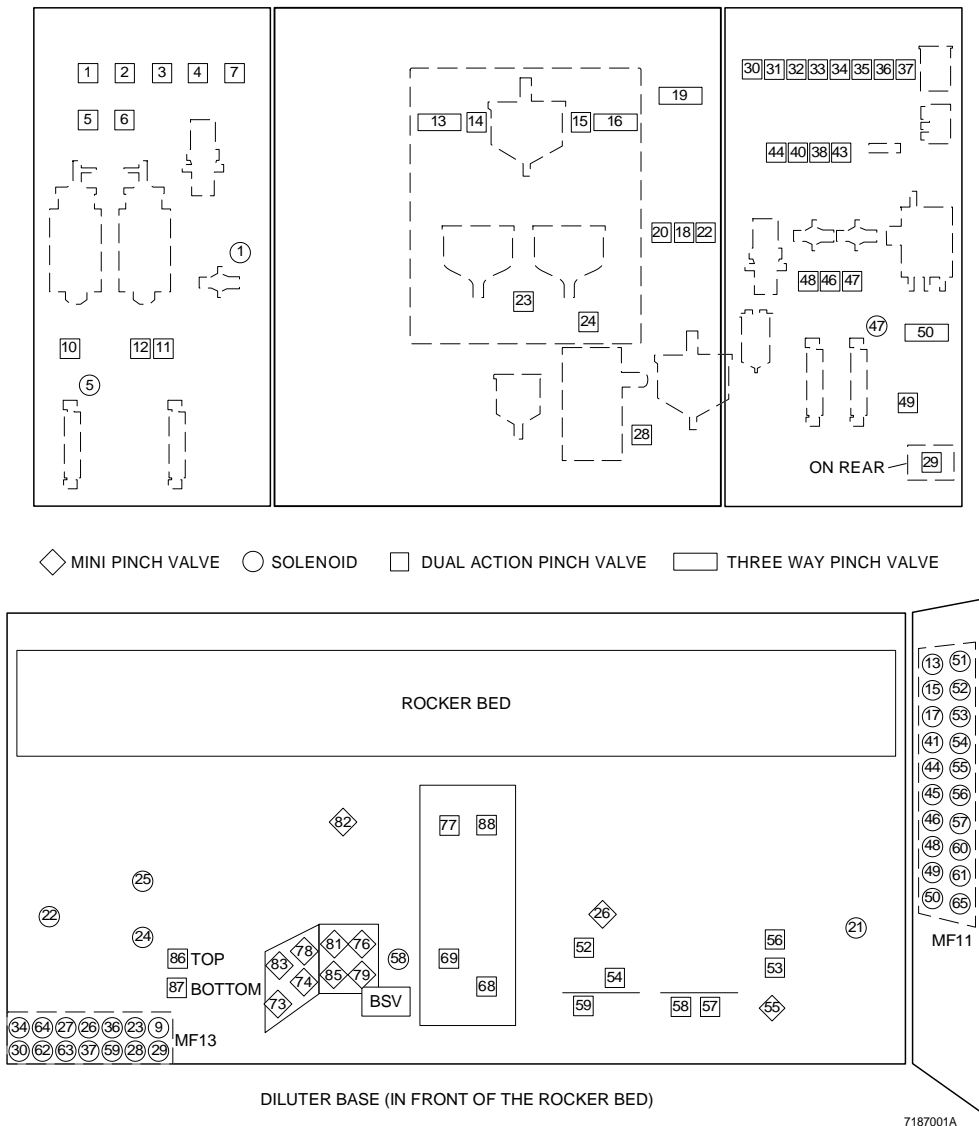 1 2 3 4 7
30 31 32 33 34 35 36 37
19
13 14 15 16
5 6
44 40 38 43
20 18 22
1
48 46 47
23
24
47 50
10 12 11
5
49
28
ON REAR 29
MINI PINCH VALVE SOLENOID DUAL ACTION PINCH VALVE THREE WAY PINCH VALVE
ROCKER BED
13 51
15 52
17 53
41 54
44 55
45 56
46 57
48 60
49 61
50 65
MF11
82
77 88
25
22
24
26
21
86 TOP
87 BOTTOM
83 78 81 76
73 74 85 79
58
BSV
69
68
52
54
59
58 57
56
53
55
34 64 27 26 36 23 9
30 62 63 37 59 28 29
MF13
DILUTER BASE (IN FRONT OF THE ROCKER BED)
7187001A